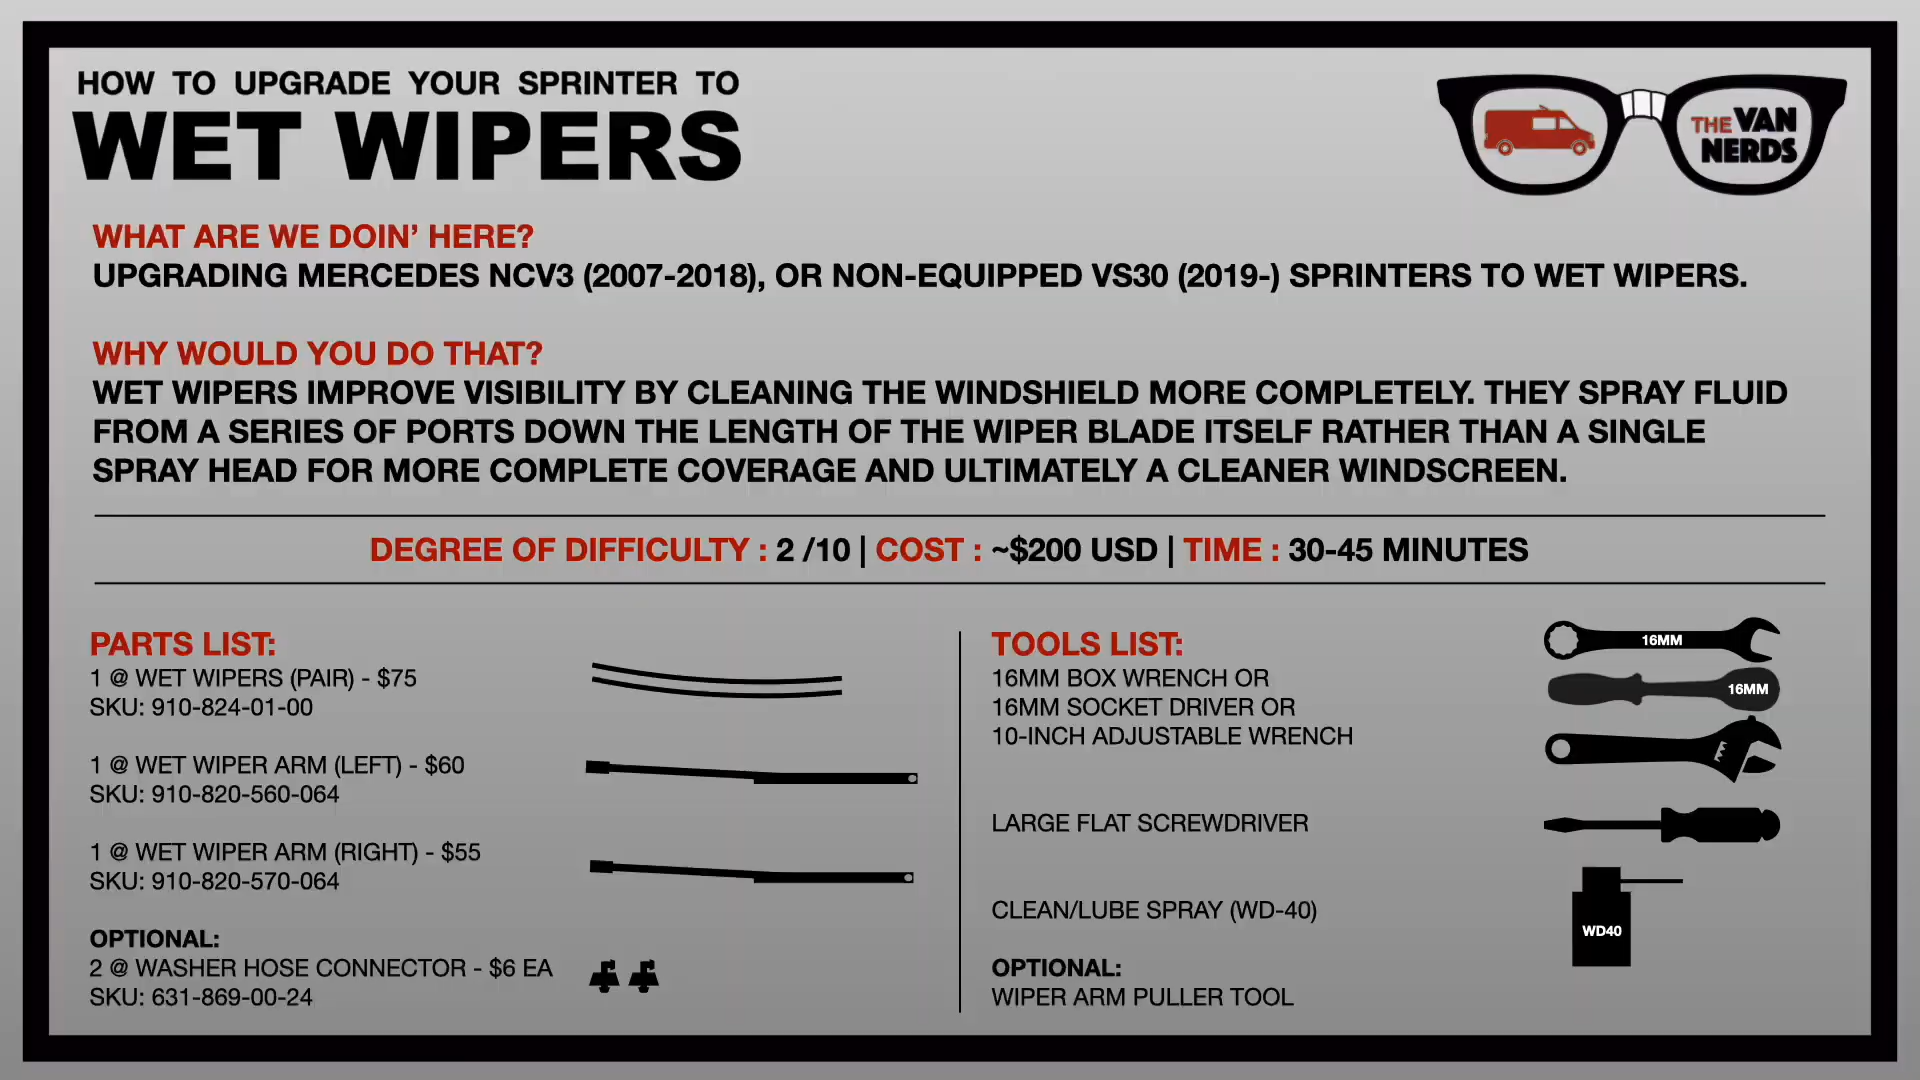 HOW TO UPGRADE YOUR SPRINTER TO
WET WIPERS
THE VAN
NERDS
WHAT ARE WE DOIN' HERE?
UPGRADING MERCEDES NCV3 (2007-2018), OR NON-EQUIPPED VS30 (2019-) SPRINTERS TO WET WIPERS.
WHY WOULD YOU DO THAT?
WET WIPERS IMPROVE VISIBILITY BY CLEANING THE WINDSHIELD MORE COMPLETELY. THEY SPRAY FLUID
FROM A SERIES OF PORTS DOWN THE LENGTH OF THE WIPER BLADE ITSELF RATHER THAN A SINGLE
SPRAY HEAD FOR MORE COMPLETE COVERAGE AND ULTIMATELY A CLEANER WINDSCREEN.
DEGREE OF DIFFICULTY : 2 /10 | COST : ~$200 USD | TIME : 30-45 MINUTES
PARTS LIST:
1 @ WET WIPERS (PAIR) - $75
SKU: 910-824-01-00
1 @ WET WIPER ARM (LEFT) - $60
SKU: 910-820-560-064
1 @ WET WIPER ARM (RIGHT) - $55
SKU: 910-820-570-064
OPTIONAL:
2 @ WASHER HOSE CONNECTOR - $6 EA
SKU: 631-869-00-24
TOOLS LIST:
16MM BOX WRENCH OR
16MM SOCKET DRIVER OR
10-INCH ADJUSTABLE WRENCH
LARGE FLAT SCREWDRIVER
CLEAN/LUBE SPRAY (WD-40)
OPTIONAL:
WIPER ARM PULLER TOOL
16MM
16MM
WD40